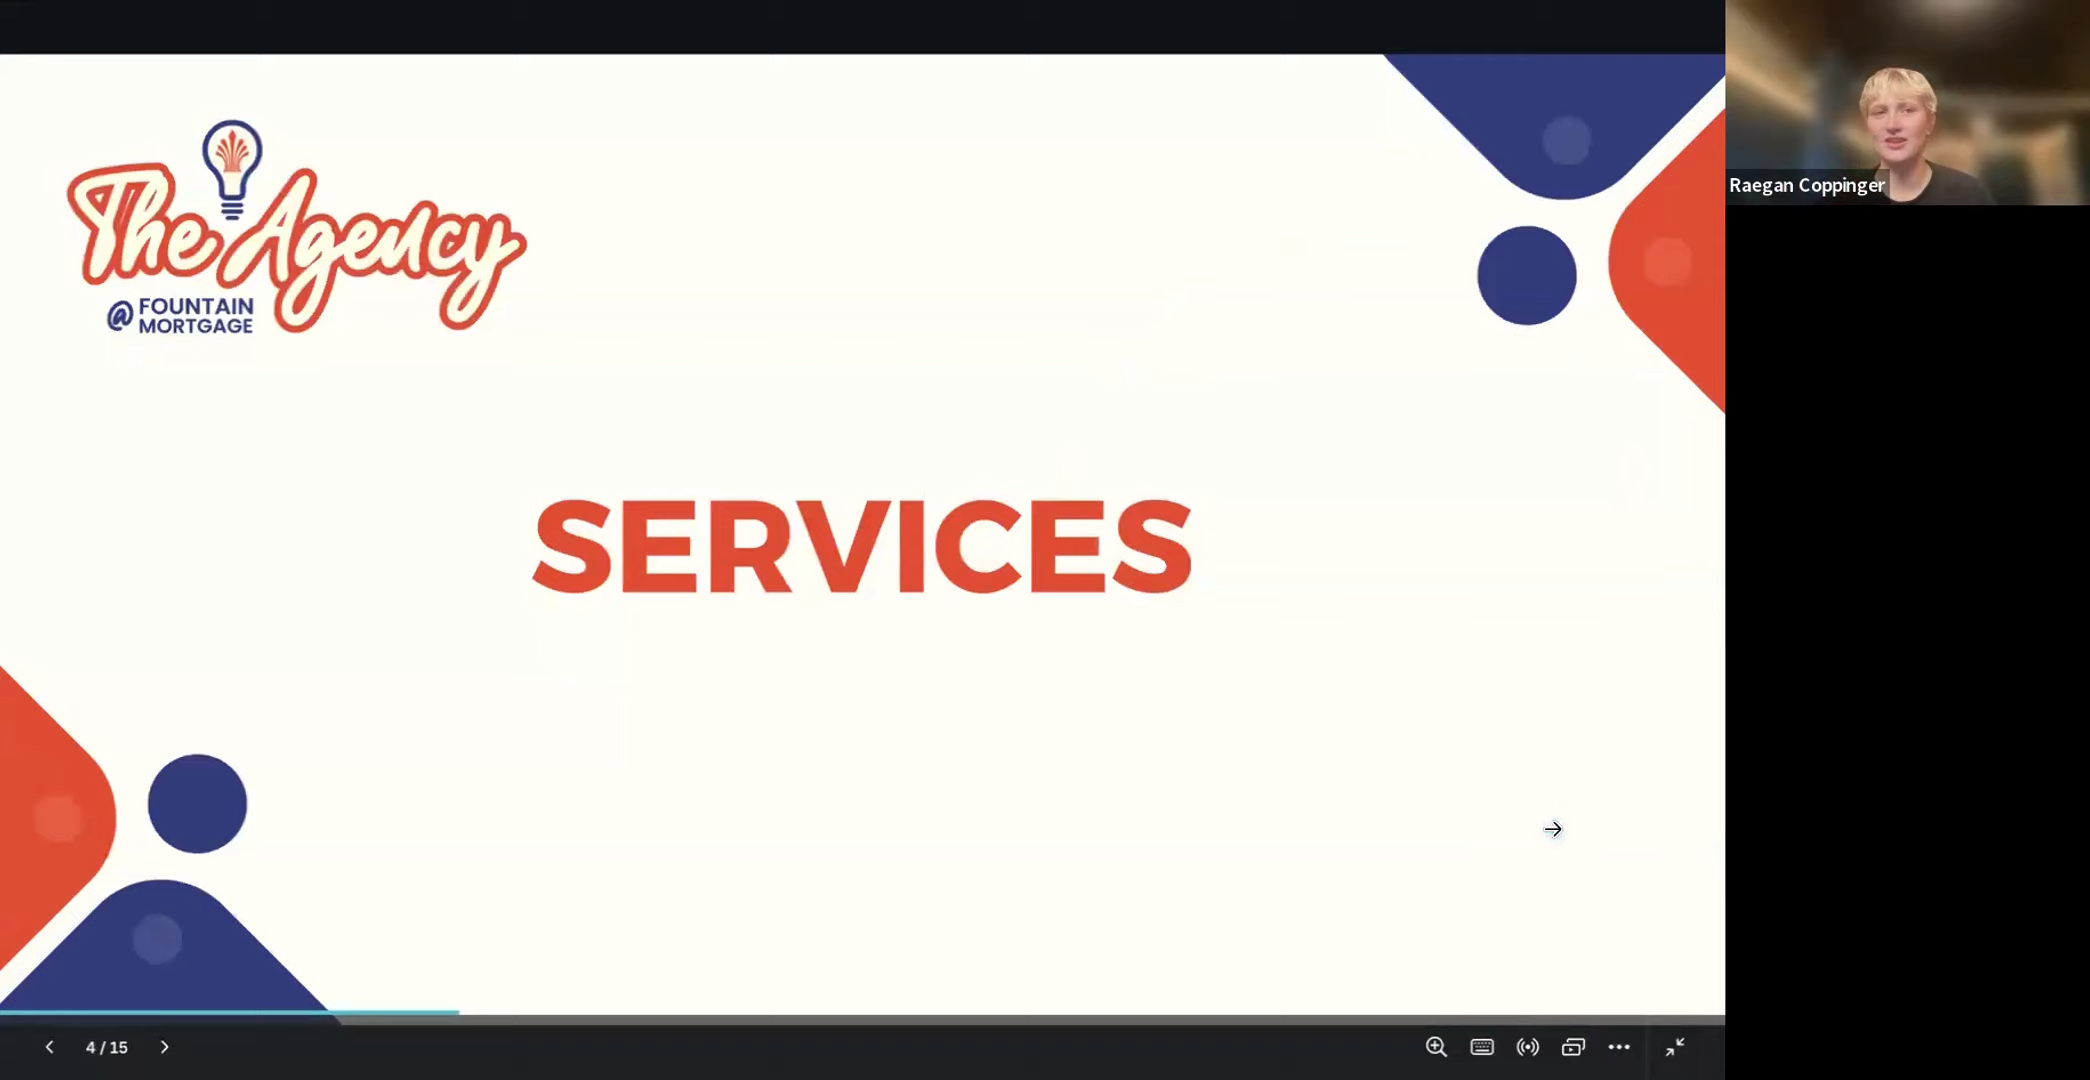 The Agency
@ FOUNTAIN
MORTGAGE
Raegan Coppinger
SERVICES
4 / 15